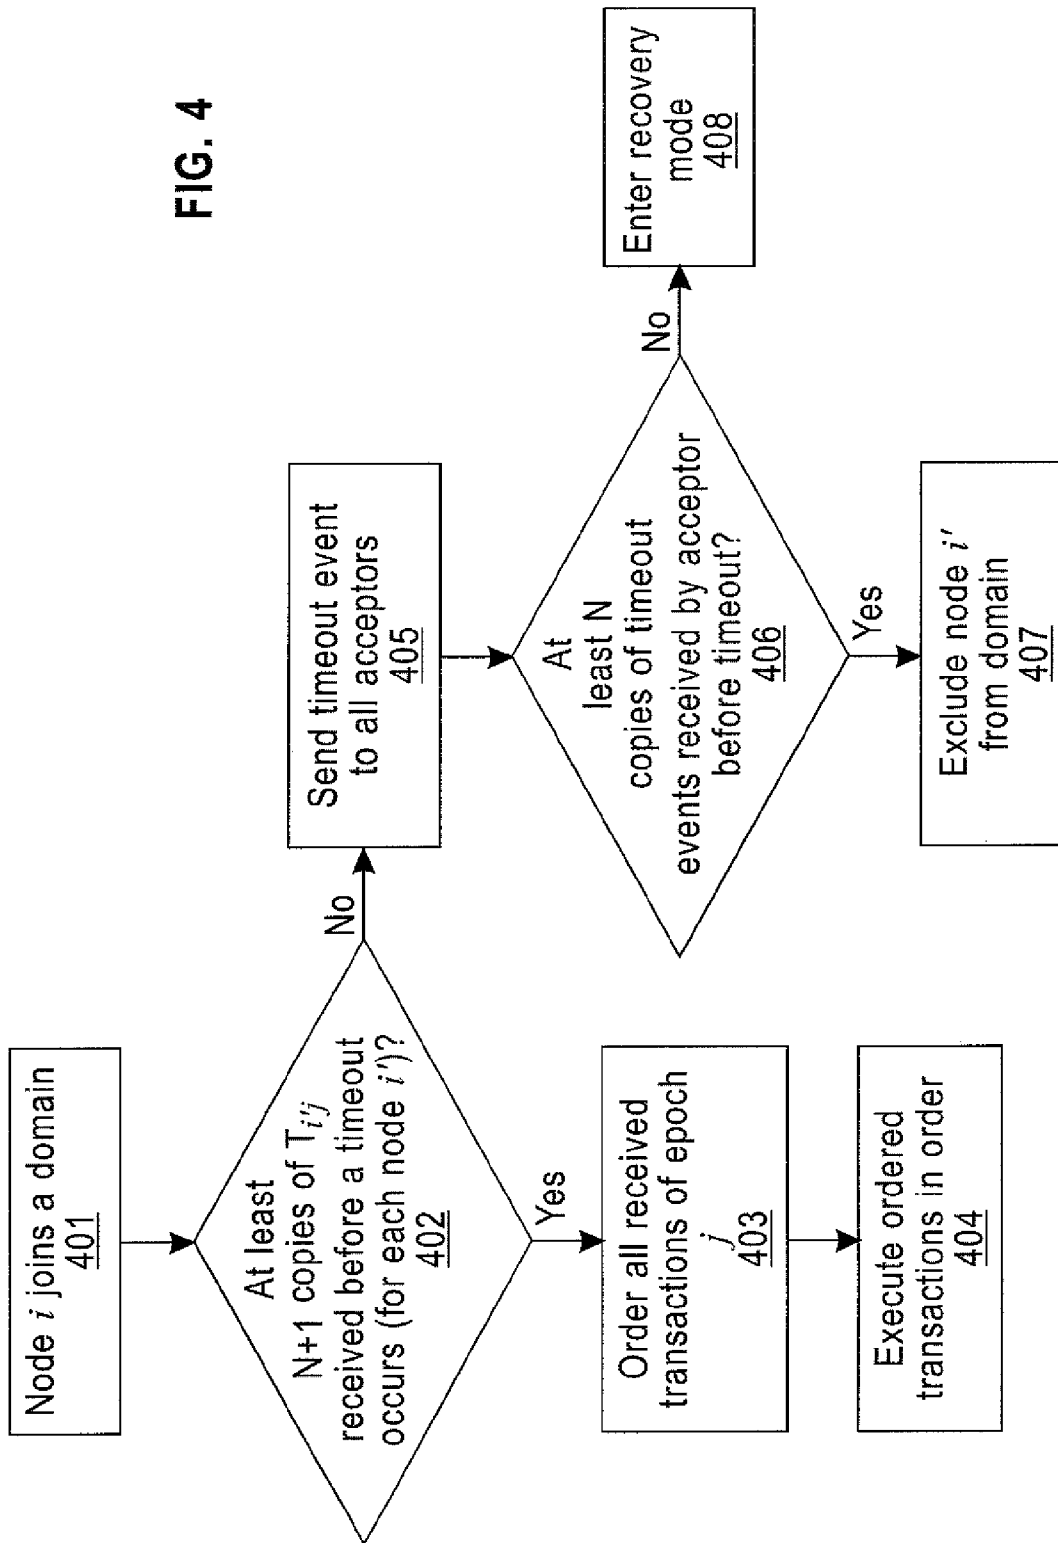 FIG. 4
Node i joins a domain
401
At least
N+1 copies of Ti'j
received before a timeout
occurs (for each node i')?
402
No
Yes
Order all received
transactions of epoch
j
403
Execute ordered
transactions in order
404
Send timeout event
to all acceptors
405
At
least N
copies of timeout
events received by acceptor
before timeout?
406
No
Yes
Exclude node i'
from domain
407
Enter recovery
mode
408